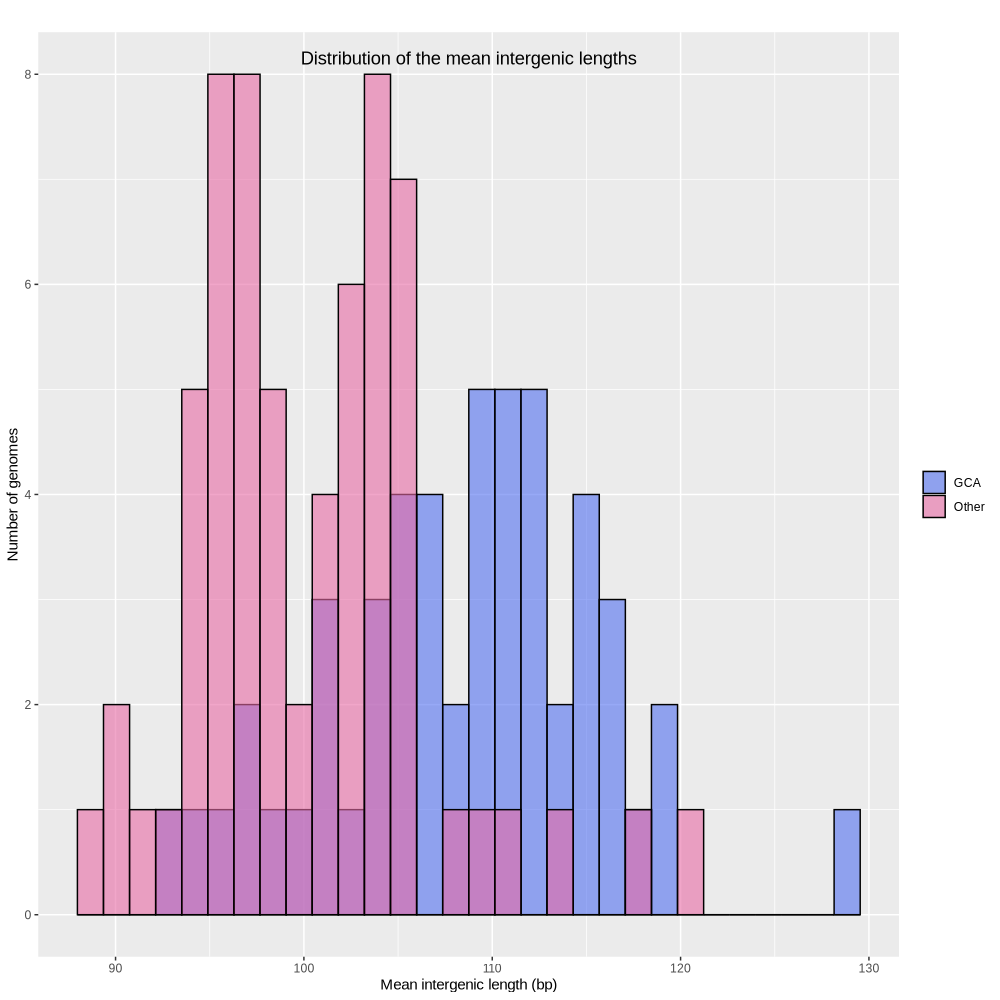 Distribution of the mean intergenic lengths
8
6
4
2
0
Number of genomes
90
100
110
120
130
Mean intergenic length (bp)
GCA
Other